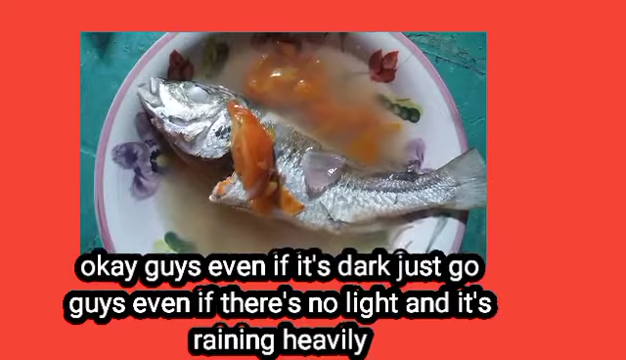 okay guys even if it's dark just go
guys even if there's no light and it's
raining heavily